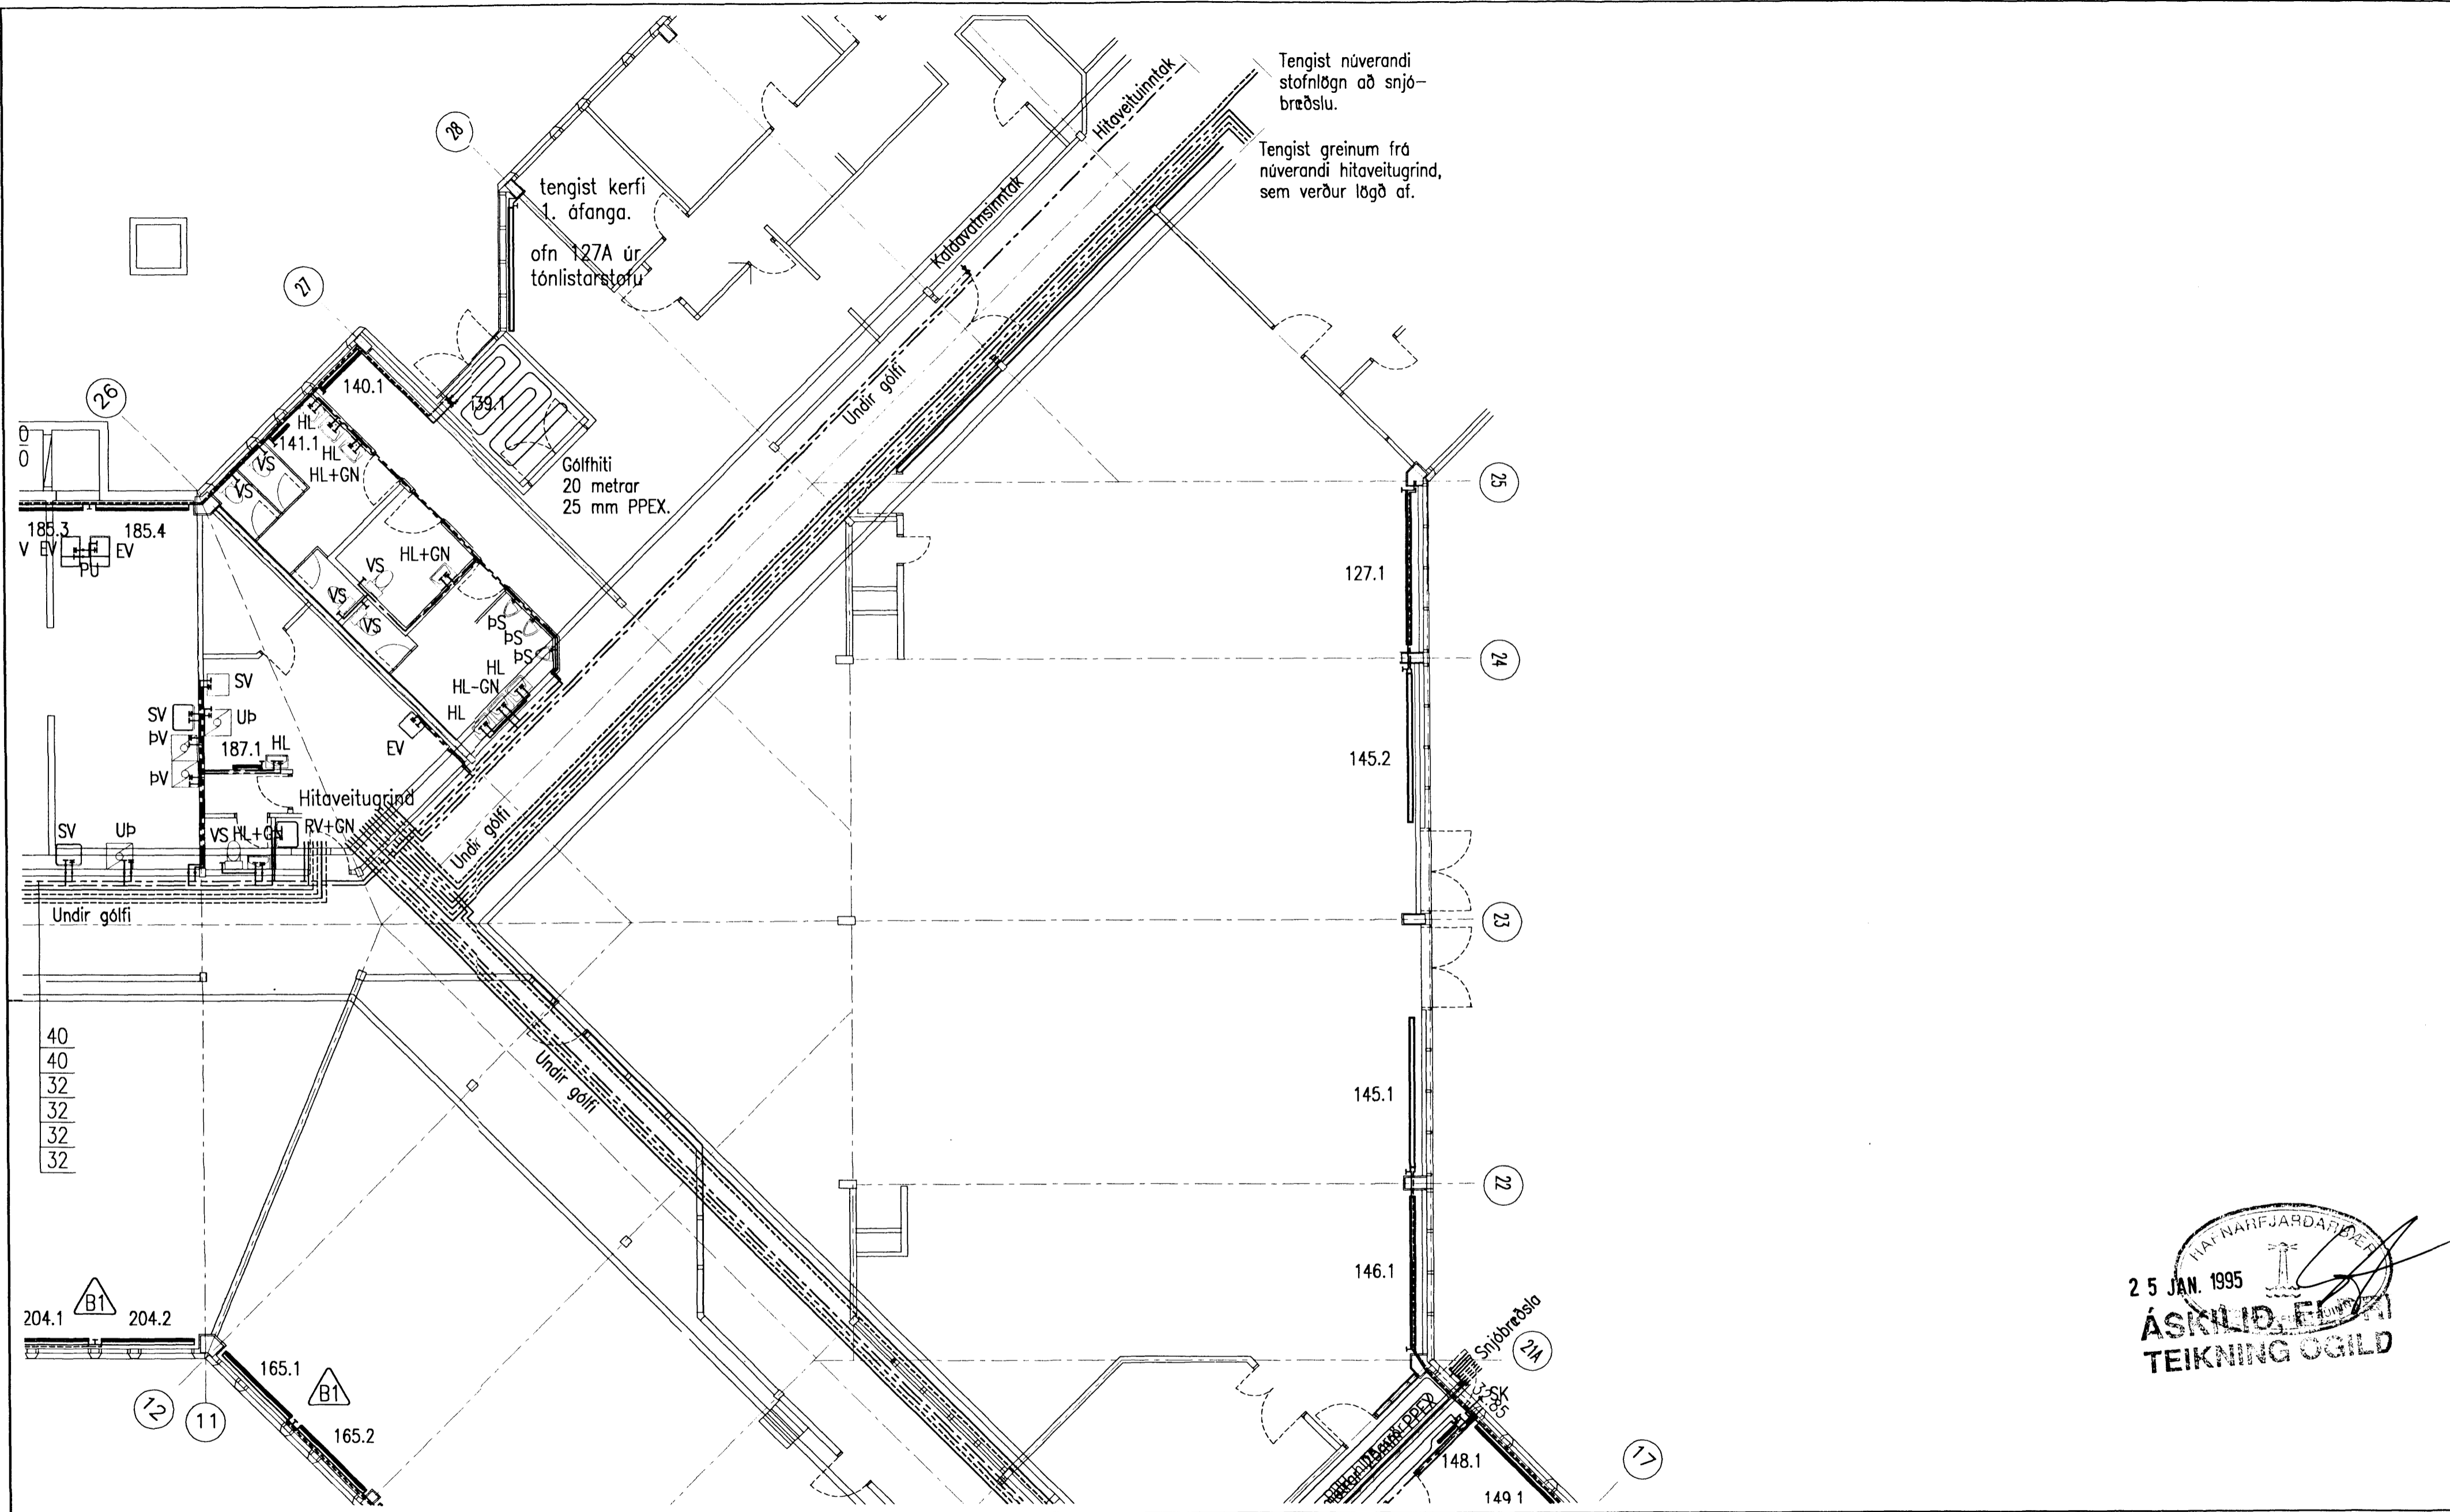 Tengist núverandi
stofnlögn að snjó-
bræðslu.
Tengist greinum frá
núverandi hitaveitugrind,
sem verður lögð af.
Hitaveituinntak
Kaldavatnsinntak
28
tengist kerfi
1. áfanga.
ofn 127A úr
tónlistarstofu
27
26
140.1
139.1
HL
141.1
HL
HL+GN
VS
VS
Gólfhiti
20 metrar
25 mm PPEX.
Undir gólfi
25
0
0
185.3
185.4
V EV
EV
PU
HL+GN
VS
VS
VS
127.1
ÞS
ÞS
ÞS
24
HL
HL-GN
HL
SV
SV
UÞ
ÞV
187.1
HL
EV
ÞV
145.2
Hitaveitugrind
RV+GN
SV
UÞ
VS
HL+GN
Undir gólfi
Undir gólfi
23
40
40
32
32
32
32
Undir gólfi
145.1
22
146.1
204.1
B1
204.2
165.1
B1
165.2
12
11
Snjóbræðsla
21A
SK
148.1
149.1
17
HAFNARFJARÐARBÆR
25 JAN. 1995
ÁSKILIÐ,
TEIKNING ÓGILD